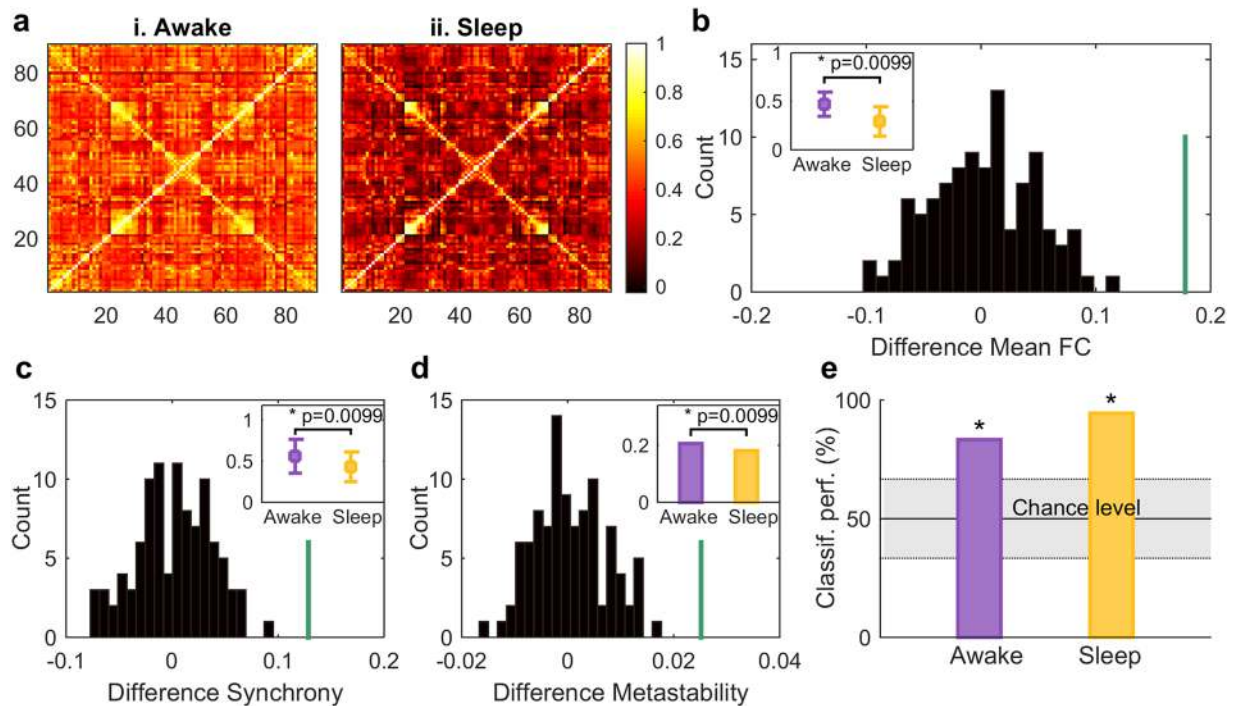 a
i. Awake
ii. Sleep
80
60
40
20
20 40 60 80
20 40 60 80
1
0.8
0.6
0.4
0.2
0
b
15
10
5
0
Count
-0.2 -0.1 0 0.1 0.2
Difference Mean FC
1
0.5
0
* p=0.0099
Awake Sleep
c
15
10
5
0
Count
-0.1 0 0.1 0.2
Difference Synchrony
1
0.5
0
* p=0.0099
Awake Sleep
d
15
10
5
0
Count
-0.02 0 0.02 0.04
Difference Metastability
0.2
0
* p=0.0099
Awake Sleep
e
100
50
0
Classif. perf. (%)
* *
Chance level
Awake Sleep